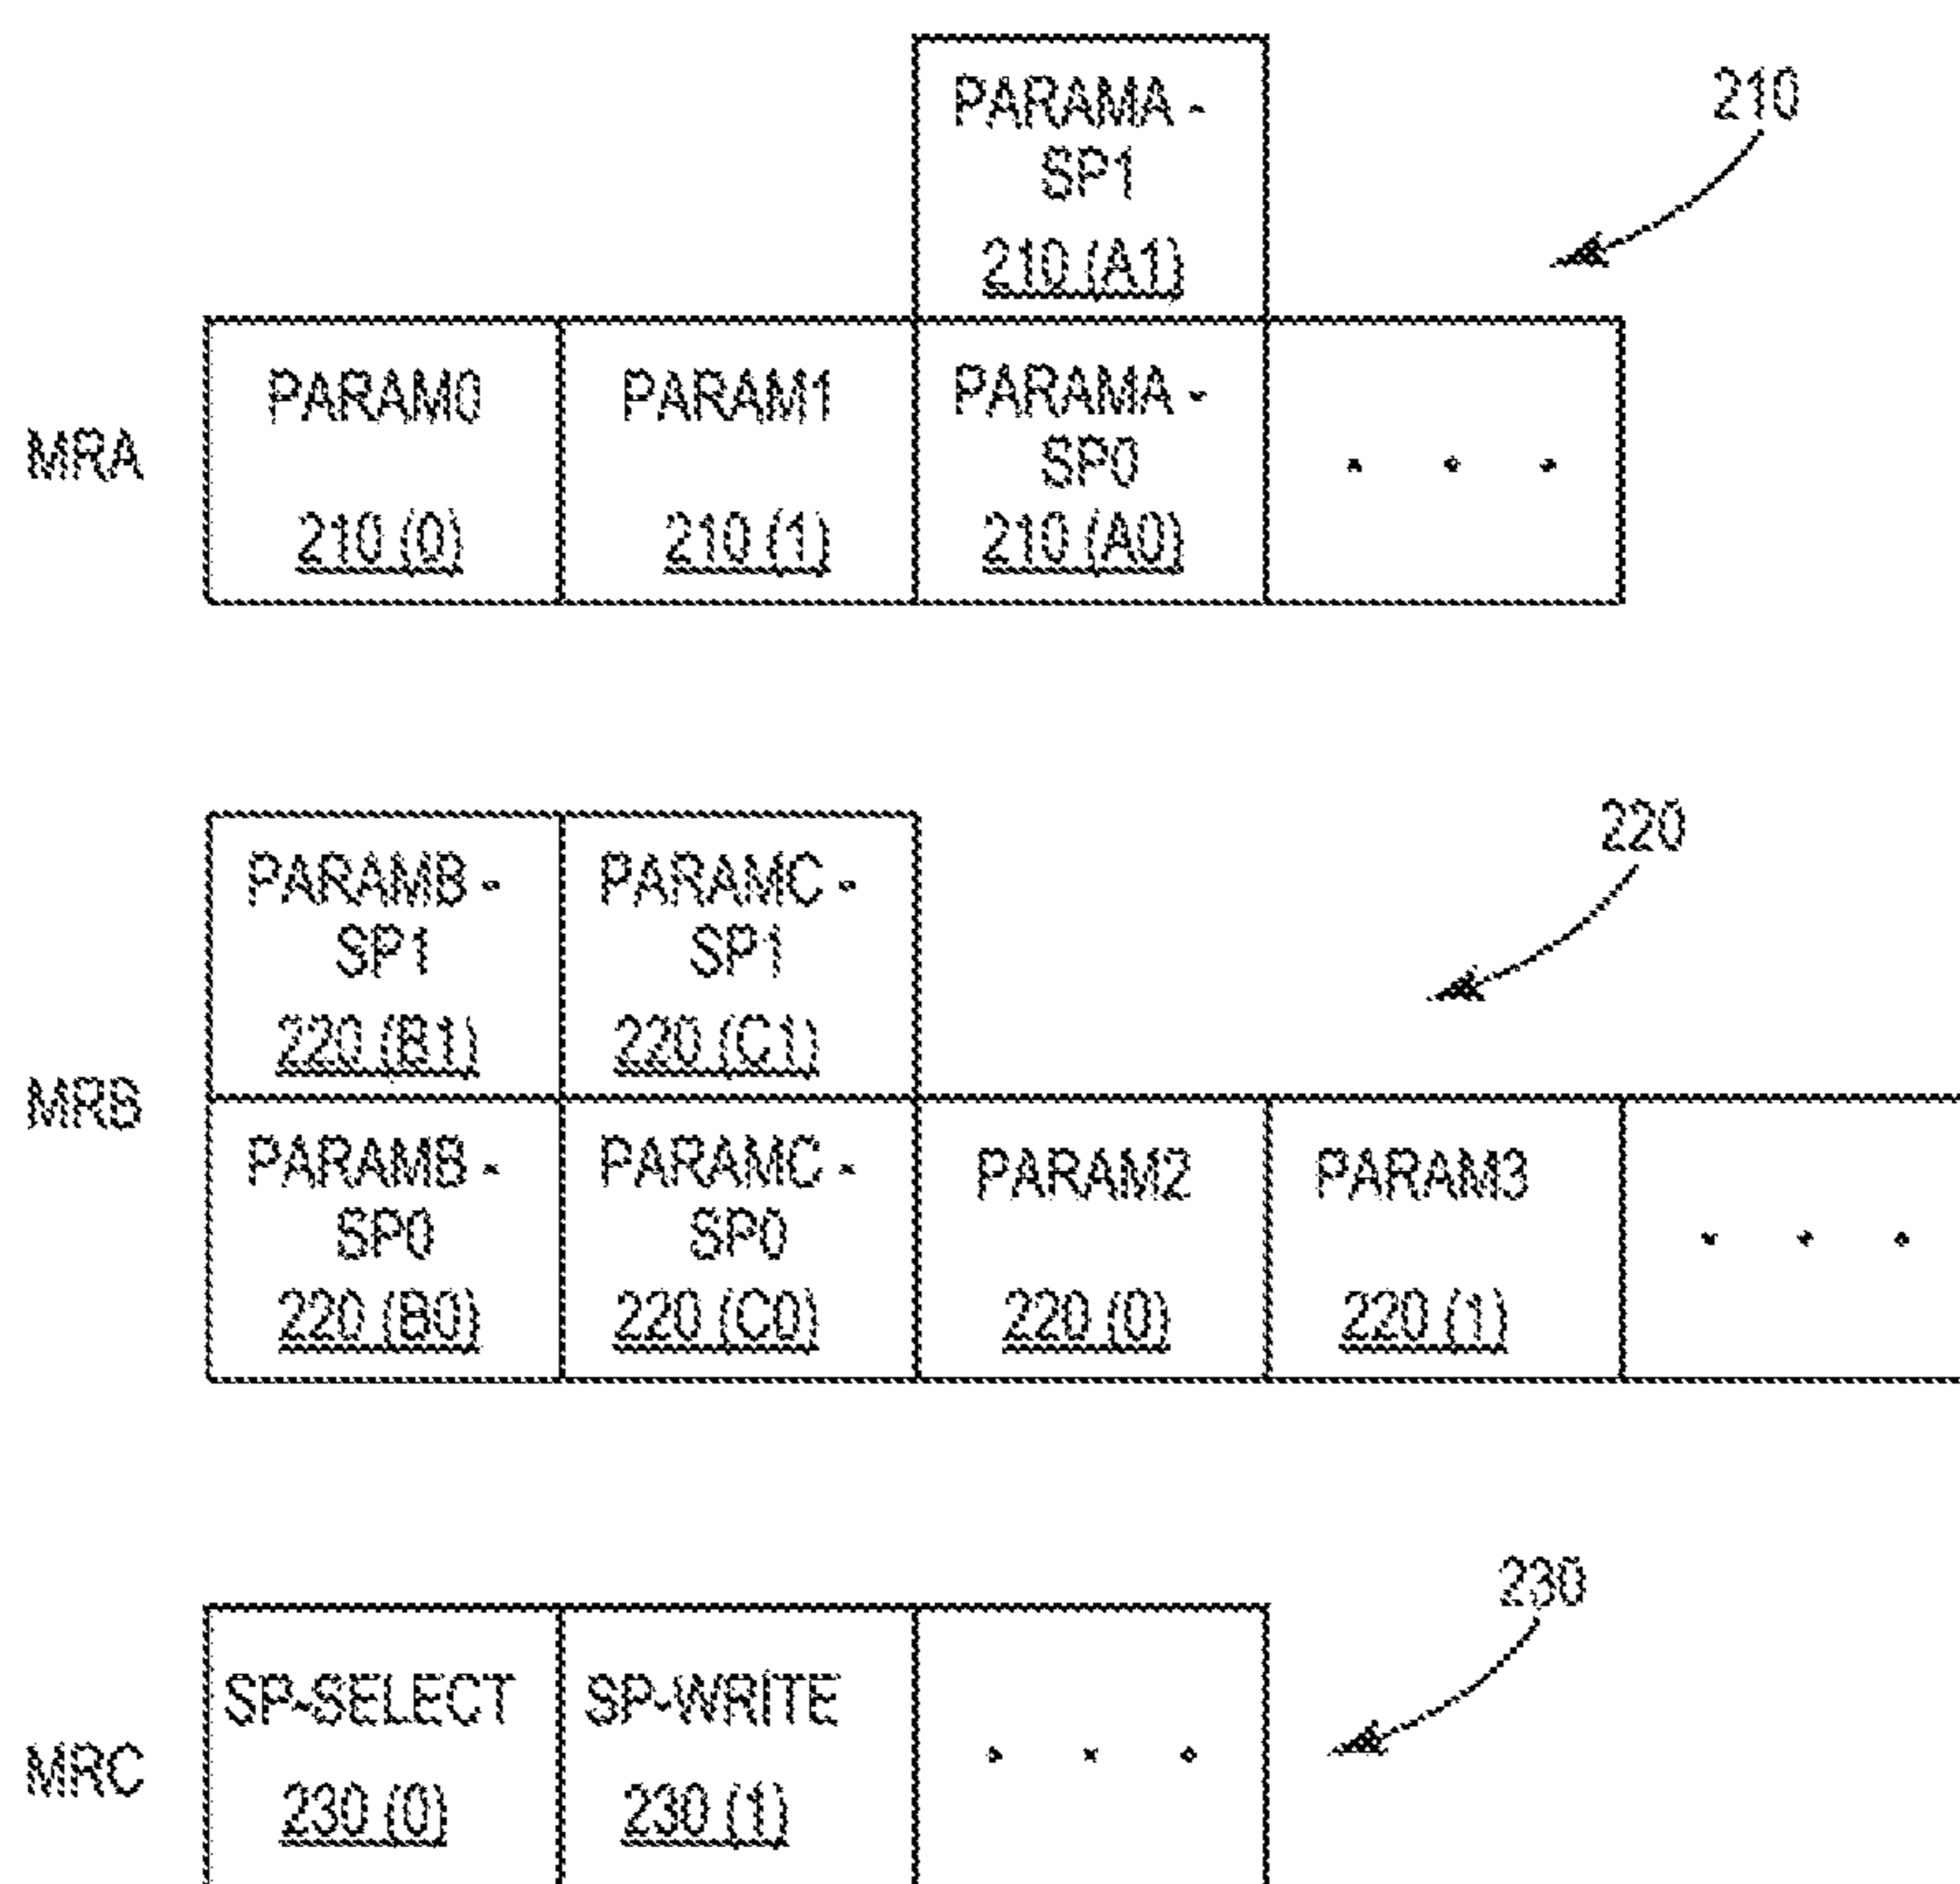 PARAMA -
SP1
210 (A1)
210
MRA
PARAM0
210 (0)
PARAM1
210 (1)
PARAMA -
SP0
210 (A0)
. . .
220
PARAMB -
SP1
220 (B1)
PARAMC -
SP1
220 (C1)
MRB
PARAMB -
SP0
220 (B0)
PARAMC -
SP0
220 (C0)
PARAM2
220 (0)
PARAM3
220 (1)
. . .
230
MRC
SP-SELECT
230 (0)
SP-WRITE
230 (1)
. . .